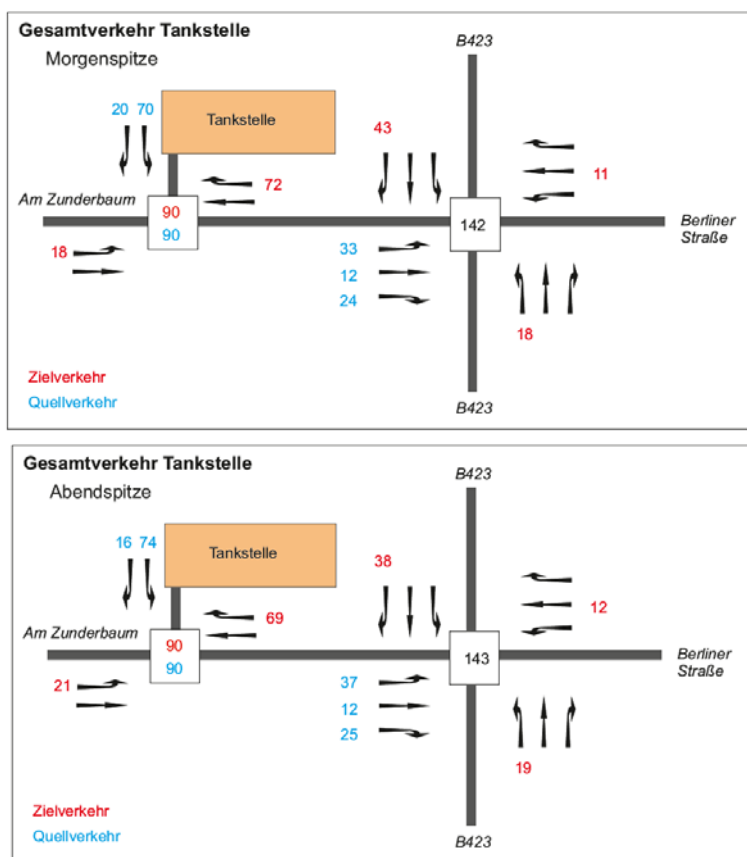 Gesamtverkehr Tankstelle
Morgenspitze
B423
20 70
Tankstelle
43
72
11
Am Zunderbaum
90
90
142
Berliner
Straße
18
33
12
24
18
Zielverkehr
Quellverkehr
B423
Gesamtverkehr Tankstelle
Abendspitze
B423
16 74
Tankstelle
38
69
12
Am Zunderbaum
90
90
143
Berliner
Straße
21
37
12
25
19
Zielverkehr
Quellverkehr
B423